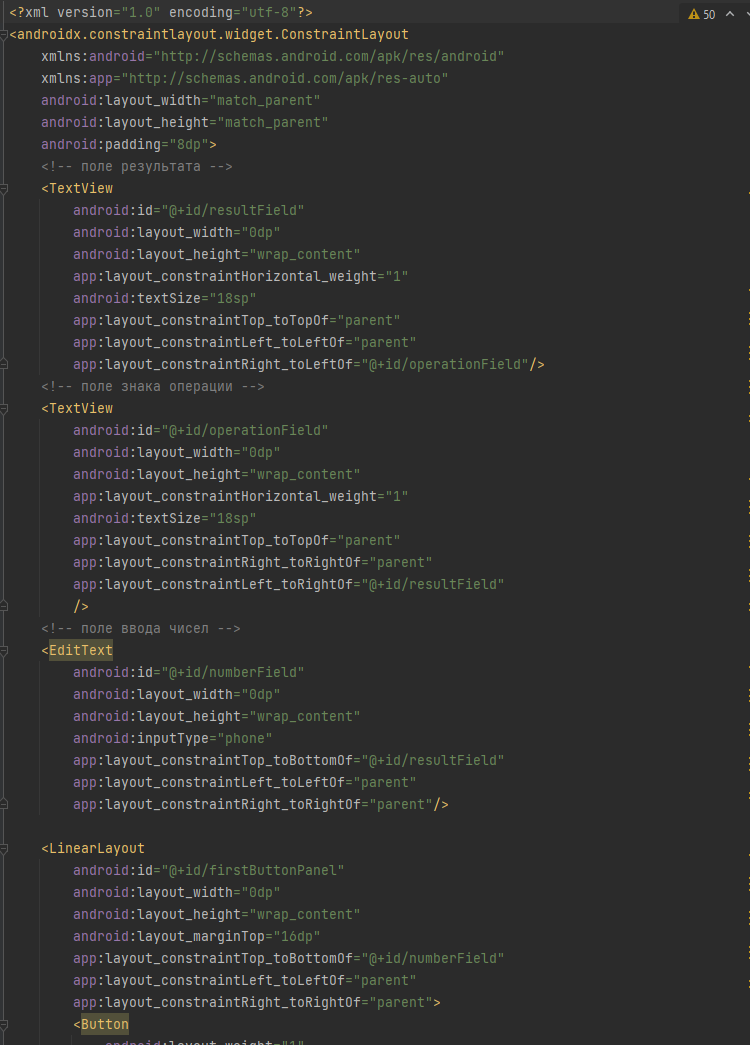 <?xml version="1.0" encoding="utf-8"?>
50
<androidx.constraintlayout.widget.ConstraintLayout
    xmlns:android="http://schemas.android.com/apk/res/android"
    xmlns:app="http://schemas.android.com/apk/res-auto"
    android:layout_width="match_parent"
    android:layout_height="match_parent"
    android:padding="8dp">
    <!-- поле результата -->
    <TextView
        android:id="@+id/resultField"
        android:layout_width="0dp"
        android:layout_height="wrap_content"
        app:layout_constraintHorizontal_weight="1"
        android:textSize="18sp"
        app:layout_constraintTop_toTopOf="parent"
        app:layout_constraintLeft_toLeftOf="parent"
        app:layout_constraintRight_toLeftOf="@+id/operationField"/>
    <!-- поле знака операции -->
    <TextView
        android:id="@+id/operationField"
        android:layout_width="0dp"
        android:layout_height="wrap_content"
        app:layout_constraintHorizontal_weight="1"
        android:textSize="18sp"
        app:layout_constraintTop_toTopOf="parent"
        app:layout_constraintRight_toRightOf="parent"
        app:layout_constraintLeft_toRightOf="@+id/resultField"
        />
    <!-- поле ввода чисел -->
    <EditText
        android:id="@+id/numberField"
        android:layout_width="0dp"
        android:layout_height="wrap_content"
        android:inputType="phone"
        app:layout_constraintTop_toBottomOf="@+id/resultField"
        app:layout_constraintLeft_toLeftOf="parent"
        app:layout_constraintRight_toRightOf="parent"/>
    <LinearLayout
        android:id="@+id/firstButtonPanel"
        android:layout_width="0dp"
        android:layout_height="wrap_content"
        android:layout_marginTop="16dp"
        app:layout_constraintTop_toBottomOf="@+id/numberField"
        app:layout_constraintLeft_toLeftOf="parent"
        app:layout_constraintRight_toRightOf="parent">
        <Button
            android:layout_weight="1"